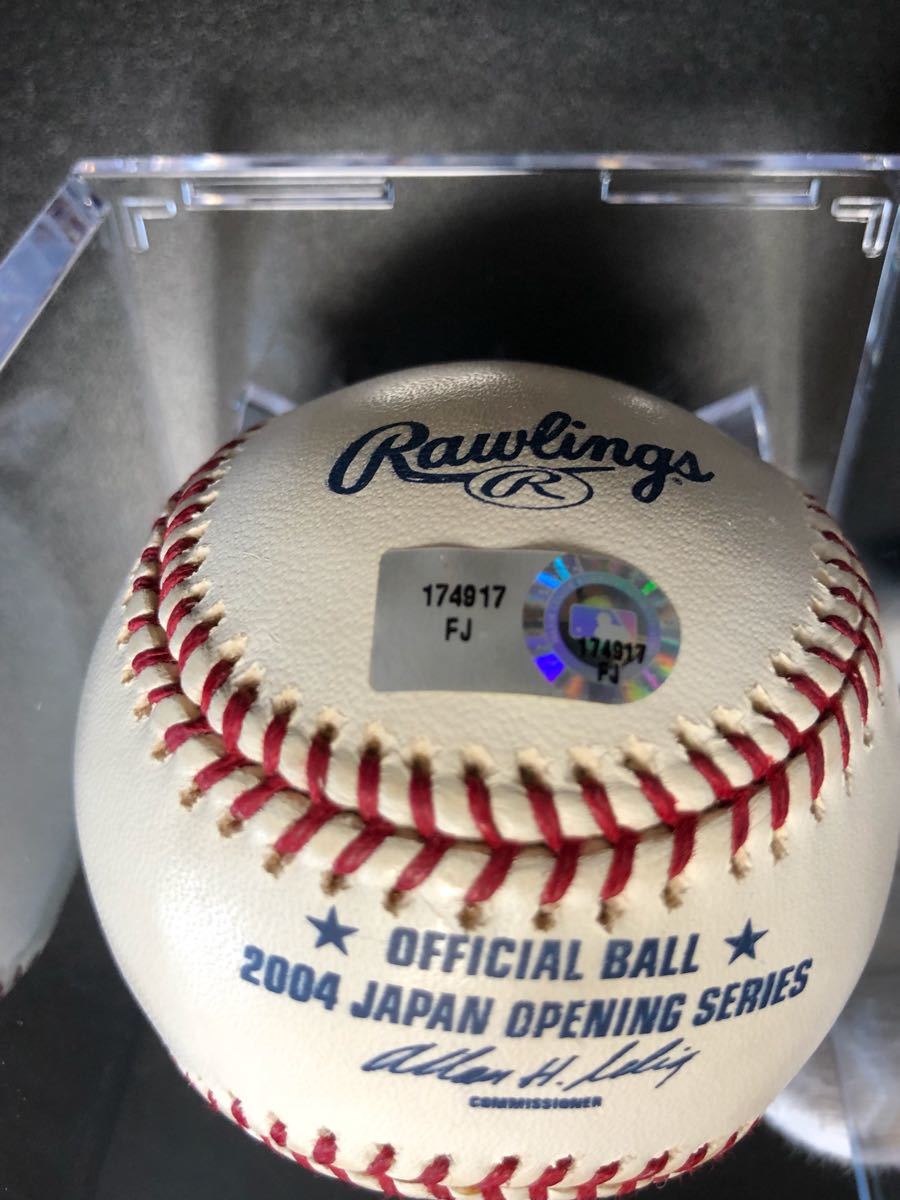 Rawlings
R
174917
FJ
174917
FJ
OFFICIAL BALL
2004 JAPAN OPENING SERIES
Allan H. Selig
COMMISSIONER